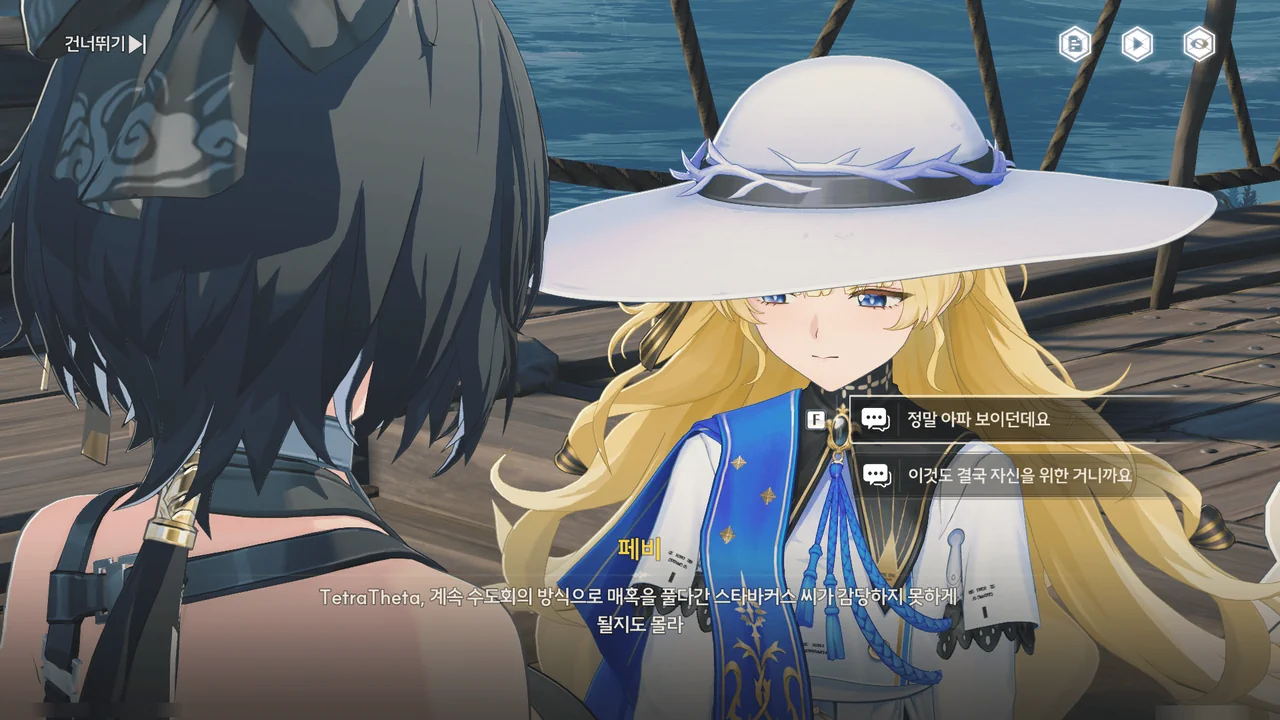 건너뛰기
F
정말 아파 보이던데요
이것도 결국 자신을 위한 거니까요
페비
TetraTheta, 계속 수도회의 방식으로 매혹을 풀다간 스타바커스 씨가 감당하지 못하게
될지도 몰라